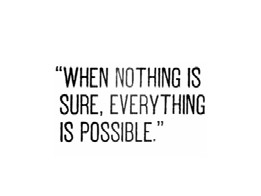 “WHEN NOTHING IS
SURE, EVERYTHING
IS POSSIBLE.”